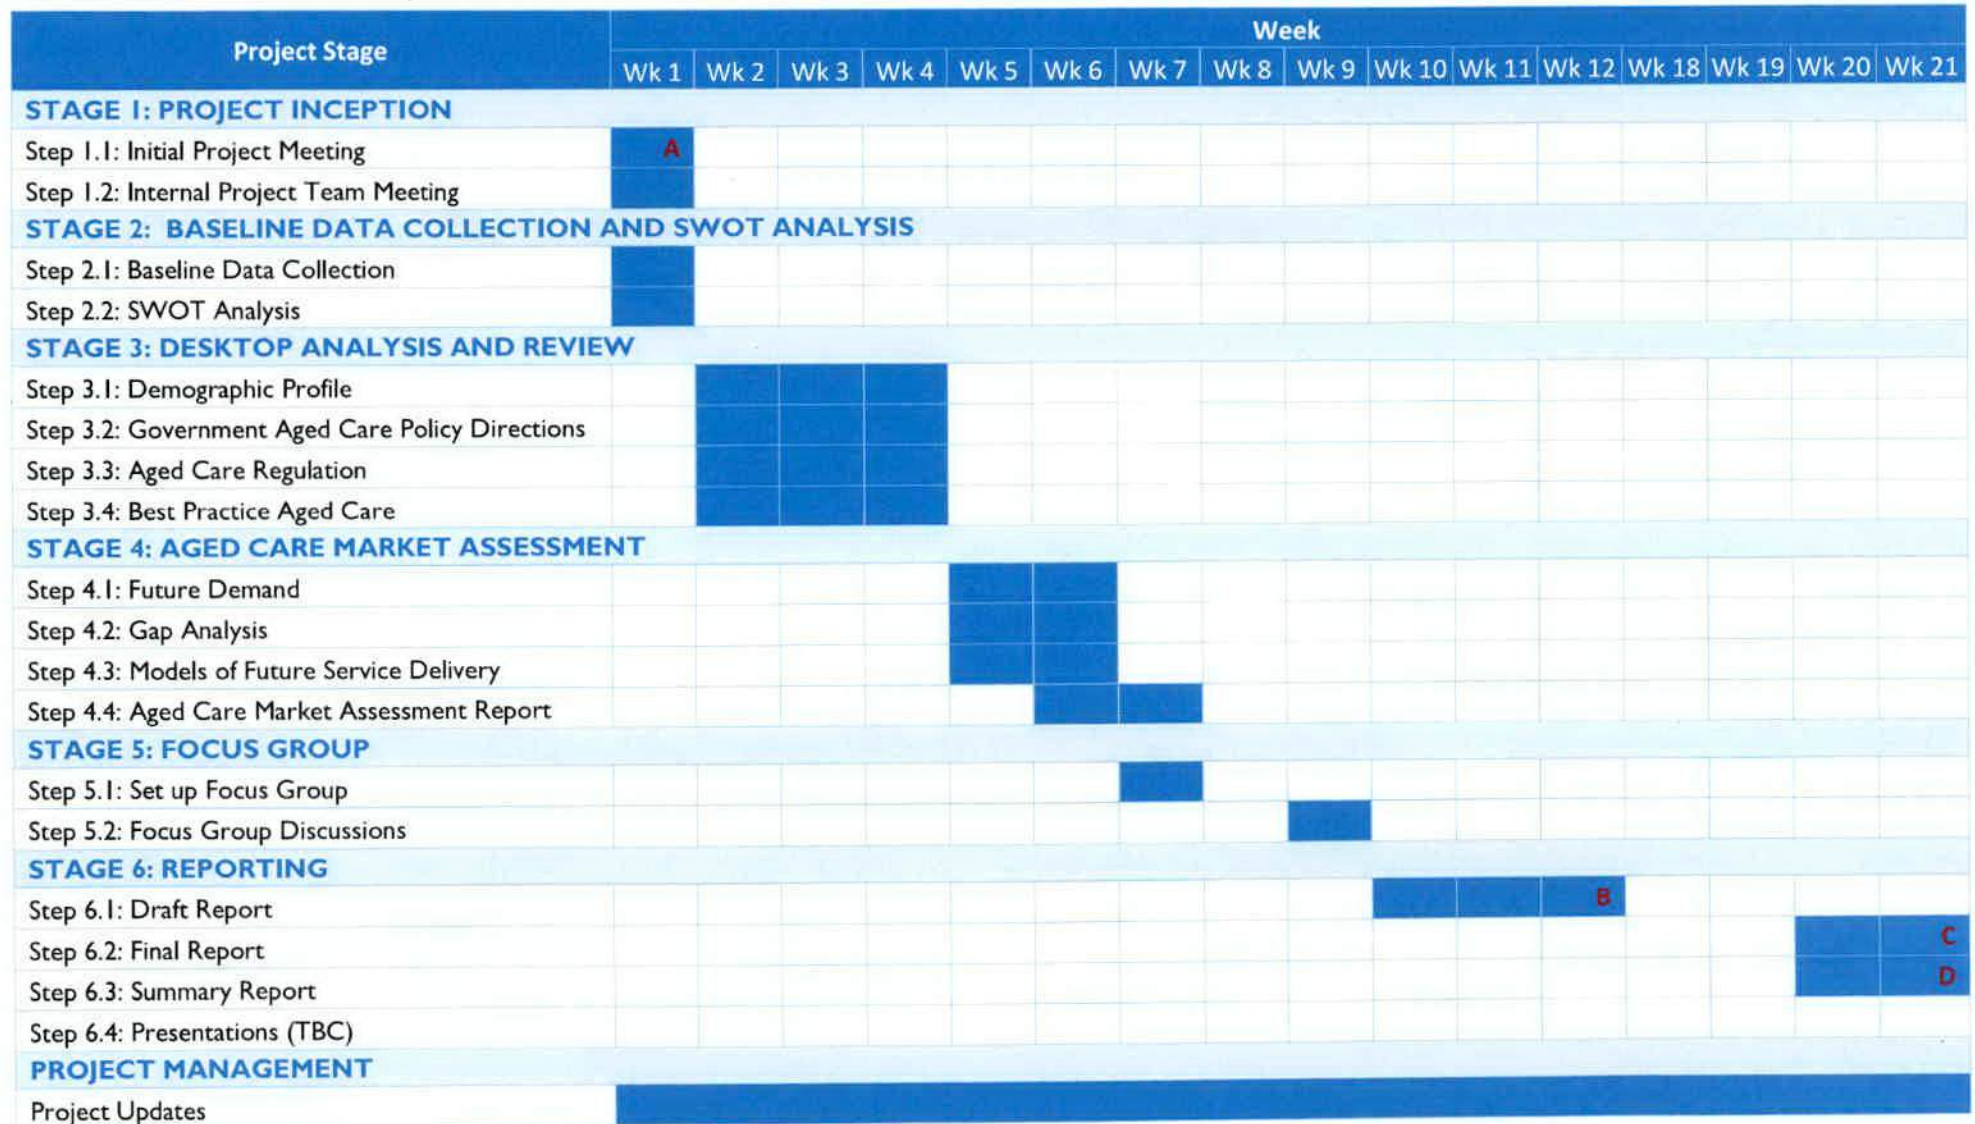 Project Stage
Week
Wk 1 Wk 2 Wk 3 Wk 4 Wk 5 Wk 6 Wk 7 Wk 8 Wk 9 Wk 10 Wk 11 Wk 12 Wk 18 Wk 19 Wk 20 Wk 21
STAGE 1: PROJECT INCEPTION
Step 1.1: Initial Project Meeting A
Step 1.2: Internal Project Team Meeting
STAGE 2: BASELINE DATA COLLECTION AND SWOT ANALYSIS
Step 2.1: Baseline Data Collection
Step 2.2: SWOT Analysis
STAGE 3: DESKTOP ANALYSIS AND REVIEW
Step 3.1: Demographic Profile
Step 3.2: Government Aged Care Policy Directions
Step 3.3: Aged Care Regulation
Step 3.4: Best Practice Aged Care
STAGE 4: AGED CARE MARKET ASSESSMENT
Step 4.1: Future Demand
Step 4.2: Gap Analysis
Step 4.3: Models of Future Service Delivery
Step 4.4: Aged Care Market Assessment Report
STAGE 5: FOCUS GROUP
Step 5.1: Set up Focus Group
Step 5.2: Focus Group Discussions
STAGE 6: REPORTING
Step 6.1: Draft Report B
Step 6.2: Final Report C
Step 6.3: Summary Report D
Step 6.4: Presentations (TBC)
PROJECT MANAGEMENT
Project Updates